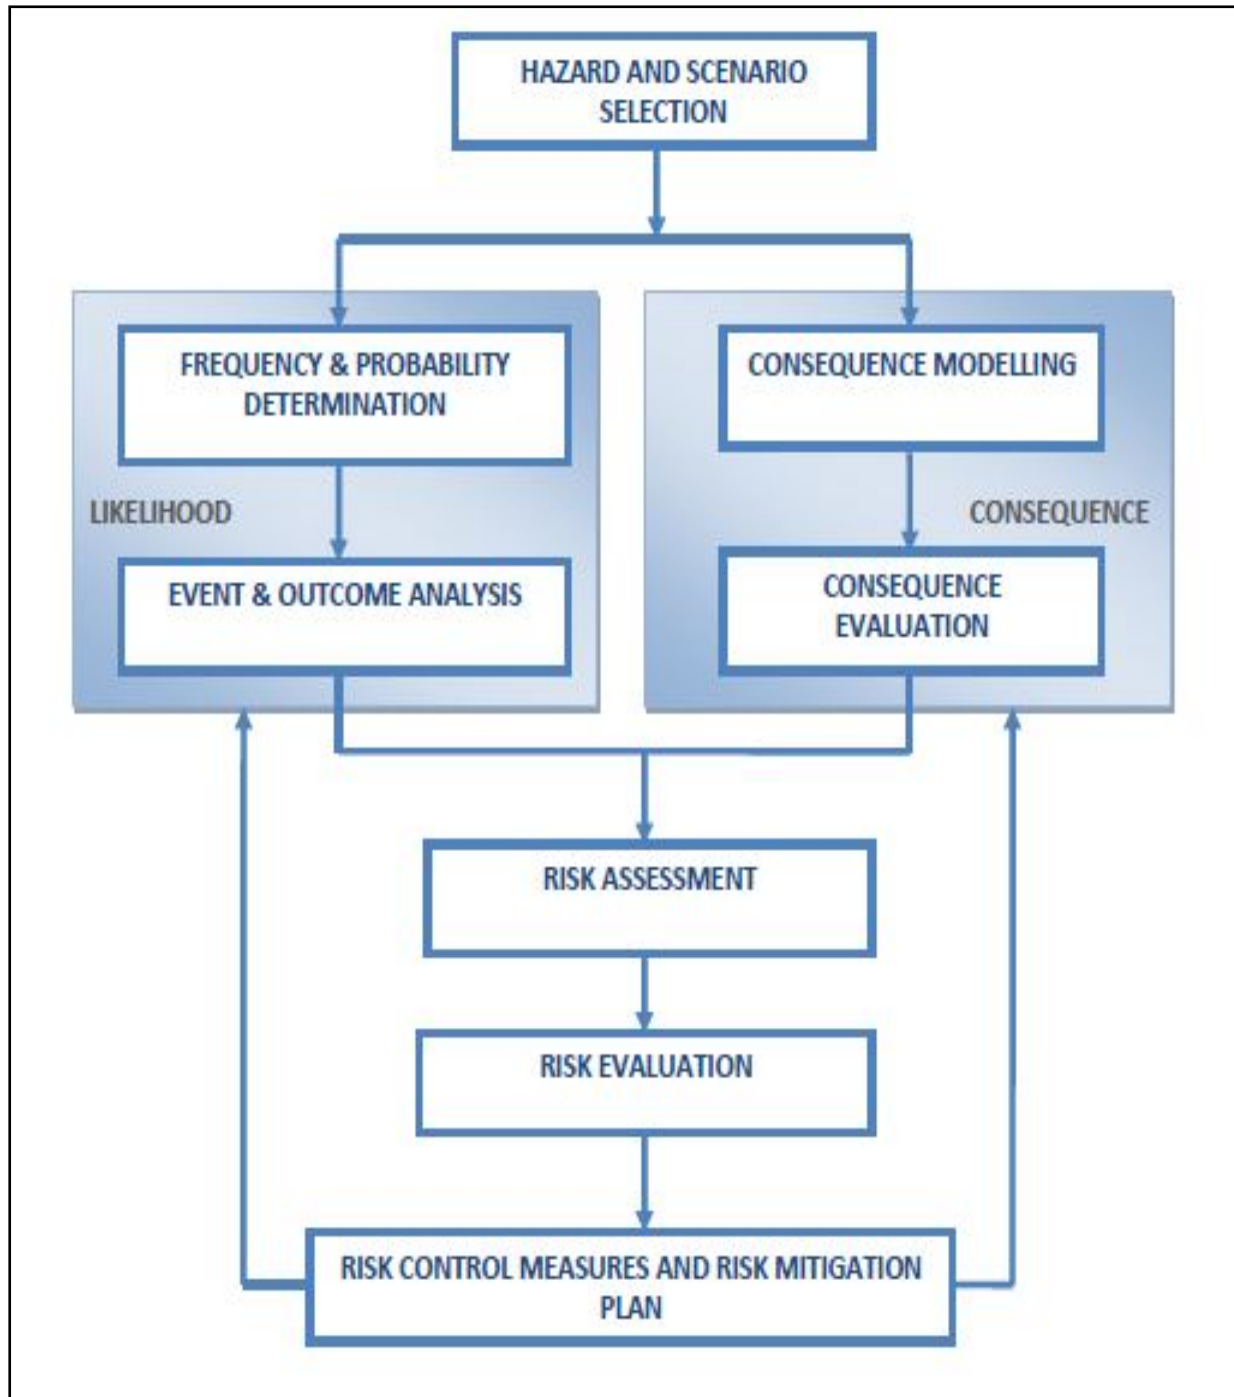 HAZARD AND SCENARIO
SELECTION
FREQUENCY & PROBABILITY
DETERMINATION
LIKELIHOOD
EVENT & OUTCOME ANALYSIS
CONSEQUENCE MODELLING
CONSEQUENCE
CONSEQUENCE
EVALUATION
RISK ASSESSMENT
RISK EVALUATION
RISK CONTROL MEASURES AND RISK MITIGATION
PLAN